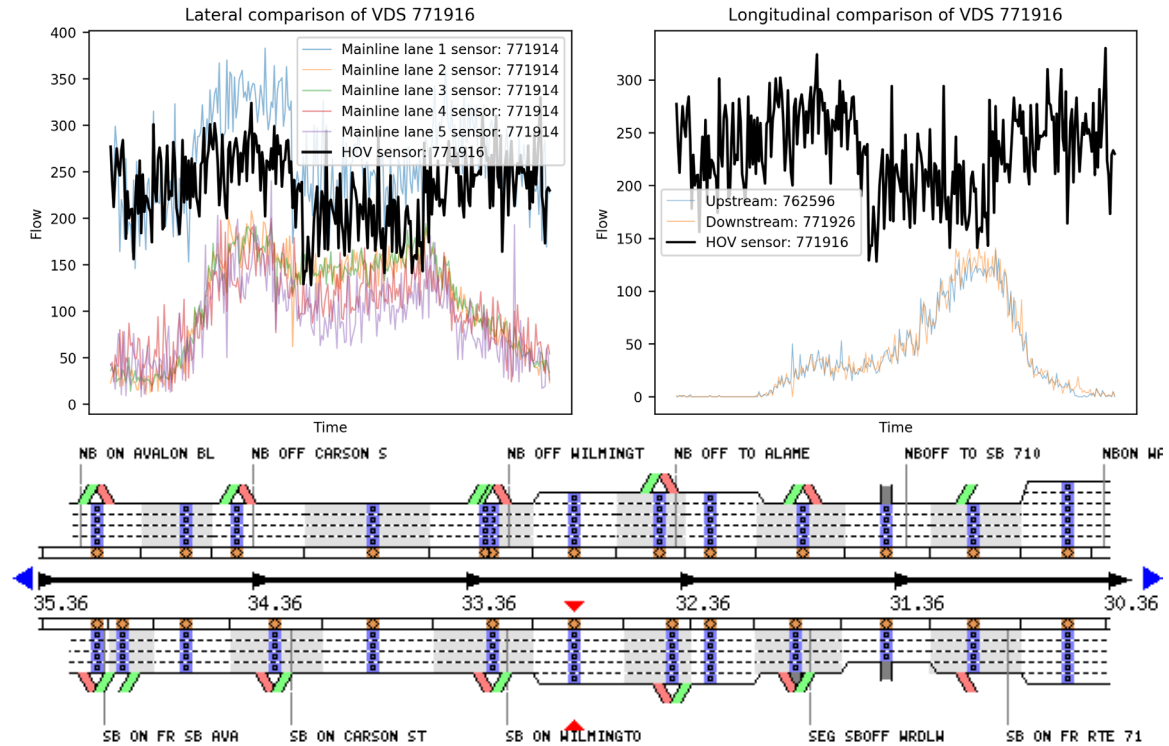 Lateral comparison of VDS 771916
400
350
300
250
200
150
100
50
0
Flow
Time
Mainline lane 1 sensor: 771914
Mainline lane 2 sensor: 771914
Mainline lane 3 sensor: 771914
Mainline lane 4 sensor: 771914
Mainline lane 5 sensor: 771914
HOV sensor: 771916
Longitudinal comparison of VDS 771916
300
250
200
150
100
50
0
Flow
Time
Upstream: 762596
Downstream: 771926
HOV sensor: 771916
NB ON AVALON BL
NB OFF CARSON S
NB OFF WILMINGT
NB OFF TO ALAME
NBOFF TO SB 710
NBON WA
35.36
34.36
33.36
32.36
31.36
30.36
SB ON FR SB AVA
SB ON CARSON ST
SB ON WILMINGTO
SEG SBOFF WRDLW
SB ON FR RTE 71